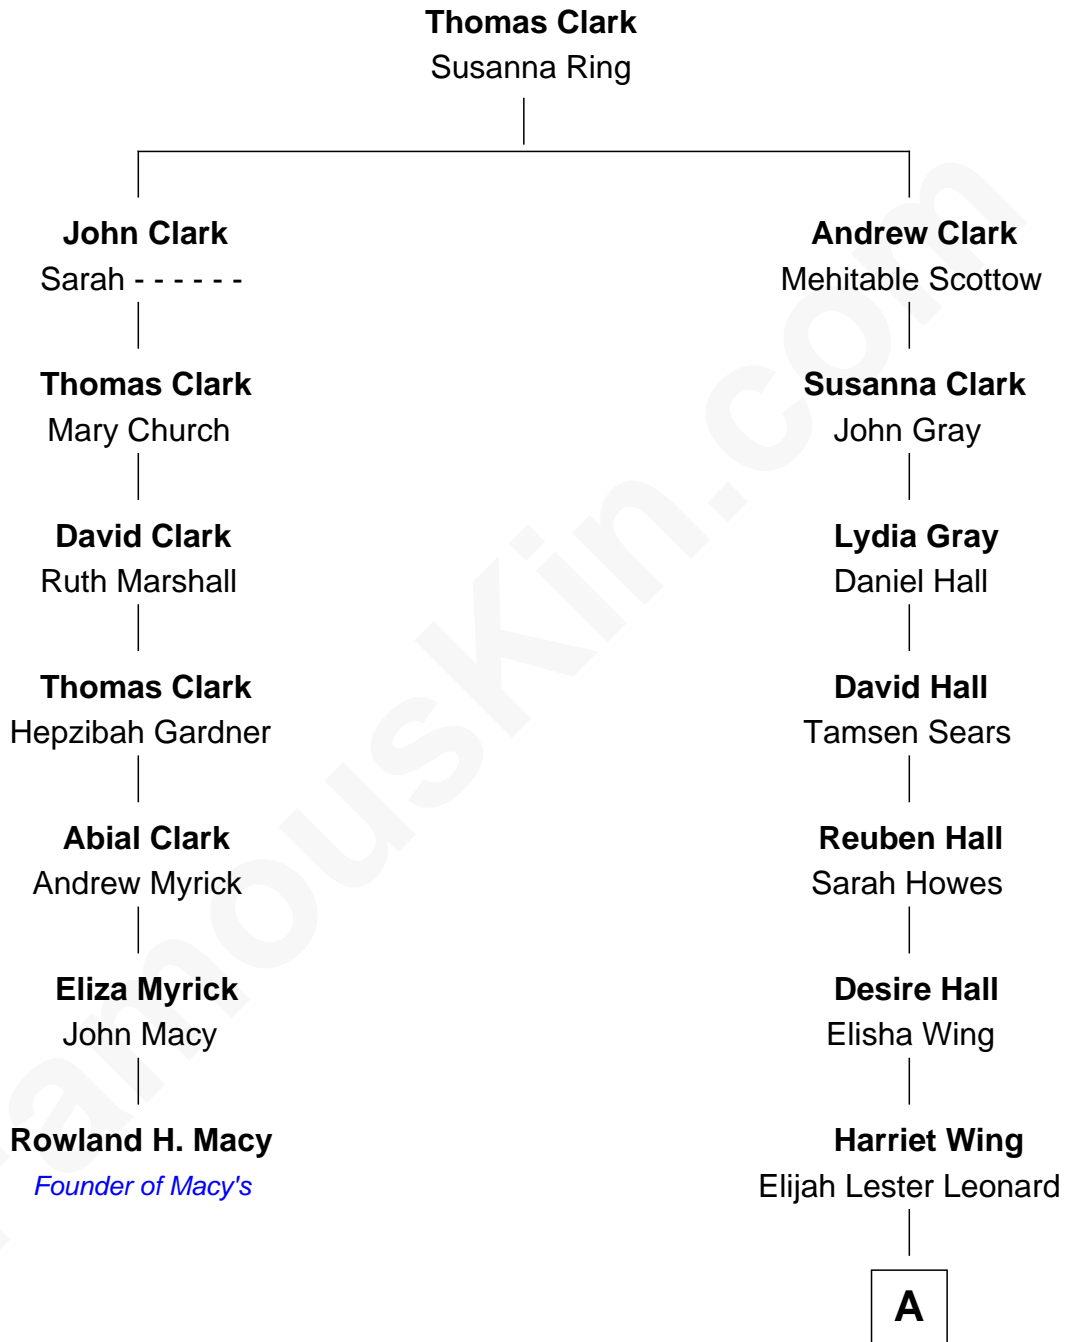 Thomas Clark
Susanna Ring
John Clark
Sarah - - - - - -
Thomas Clark
Mary Church
David Clark
Ruth Marshall
Thomas Clark
Hepzibah Gardner
Abial Clark
Andrew Myrick
Eliza Myrick
John Macy
Rowland H. Macy
Founder of Macy's
Andrew Clark
Mehitable Scottow
Susanna Clark
John Gray
Lydia Gray
Daniel Hall
David Hall
Tamsen Sears
Reuben Hall
Sarah Howes
Desire Hall
Elisha Wing
Harriet Wing
Elijah Lester Leonard
A
FamousKin.com